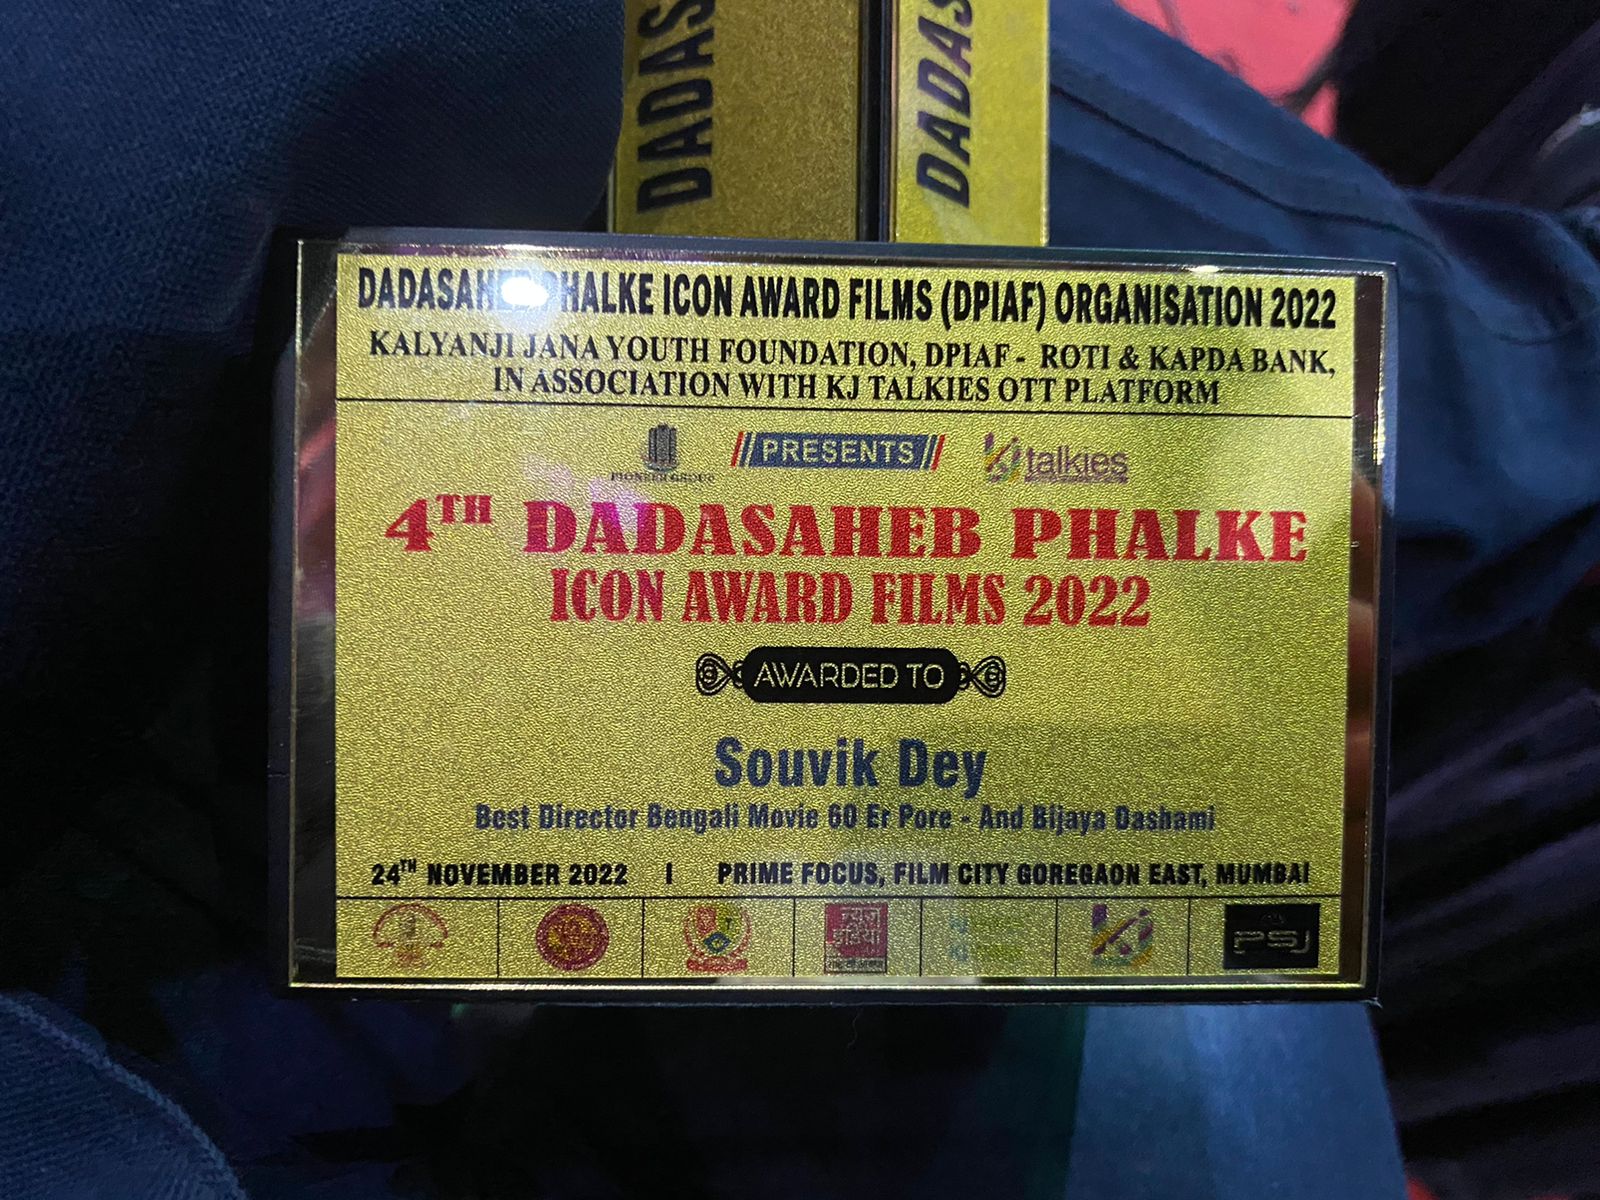 DADAS
DADAS
DADASAHEB PHALKE ICON AWARD FILMS (DPIAF) ORGANISATION 2022
KALYANJI JANA YOUTH FOUNDATION, DPIAF - ROTI & KAPDA BANK,
IN ASSOCIATION WITH KJ TALKIES OTT PLATFORM
PIONEER GROUP
PRESENTS
Kj talkies
4TH DADASAHEB PHALKE
ICON AWARD FILMS 2022
AWARDED TO
Souvik Dey
Best Director Bengali Movie 60 Er Pore - And Bijaya Dashami
24TH NOVEMBER 2022 | PRIME FOCUS, FILM CITY GOREGAON EAST, MUMBAI
न्यूज़
इंडिया
PSJ